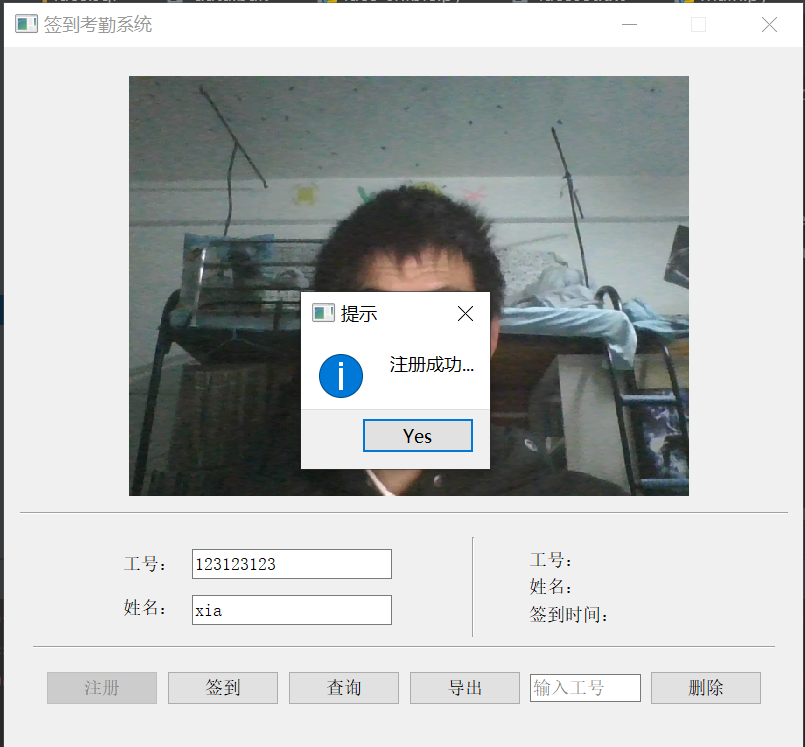 签到考勤系统
提示
注册成功...
Yes
工号：
123123123
姓名：
xia
工号：
姓名：
签到时间：
注册
签到
查询
导出
输入工号
删除